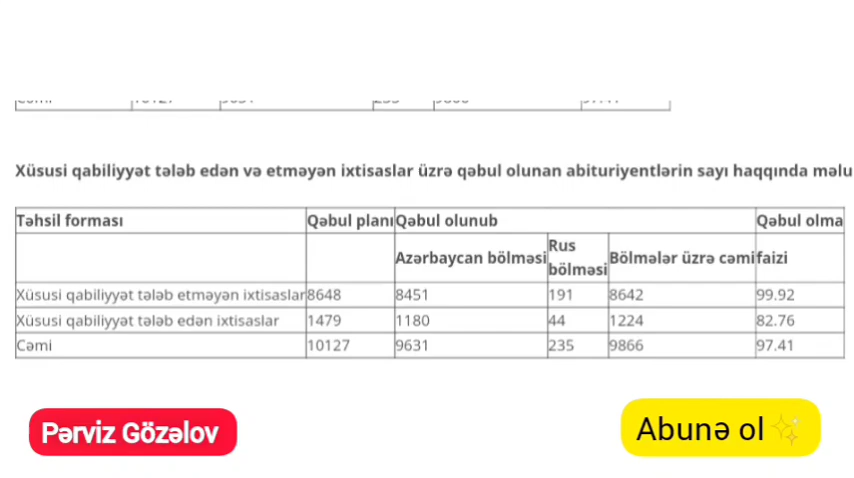 Xüsusi qabiliyyət tələb edən və etməyən ixtisaslar üzrə qəbul olunan abituriyentlərin sayı haqqında məlu
Təhsil forması Qəbul planı Qəbul olunub Qəbul olma
Azərbaycan bölməsi Rus bölməsi Bölmələr üzrə cəmi faizi
Xüsusi qabiliyyət tələb etməyən ixtisaslar 8648 8451 191 8642 99.92
Xüsusi qabiliyyət tələb edən ixtisaslar 1479 1180 44 1224 82.76
Cəmi 10127 9631 235 9866 97.41
Pərviz Gözəlov
Abunə ol